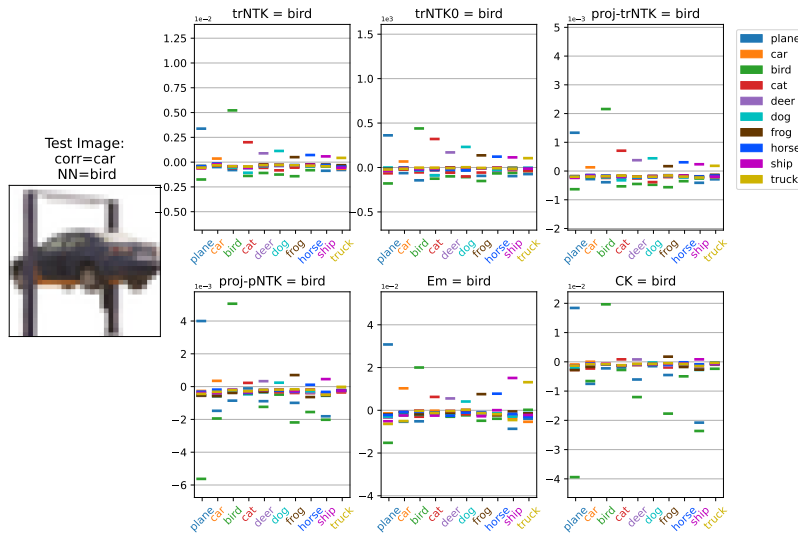 Test Image:
corr=car
NN=bird
trNTK = bird
1e−2
1.25
1.00
0.75
0.50
0.25
0.00
−0.25
−0.50
plane car bird cat deer dog frog horse ship truck
trNTK0 = bird
1e3
1.5
1.0
0.5
0.0
−0.5
plane car bird cat deer dog frog horse ship truck
proj-trNTK = bird
1e−3
5
4
3
2
1
0
−1
−2
plane car bird cat deer dog frog horse ship truck
plane
car
bird
cat
deer
dog
frog
horse
ship
truck
proj-pNTK = bird
1e−3
4
2
0
−2
−4
−6
plane car bird cat deer dog frog horse ship truck
Em = bird
1e−2
4
2
0
−2
−4
plane car bird cat deer dog frog horse ship truck
CK = bird
1e−2
2
1
0
−1
−2
−3
−4
plane car bird cat deer dog frog horse ship truck